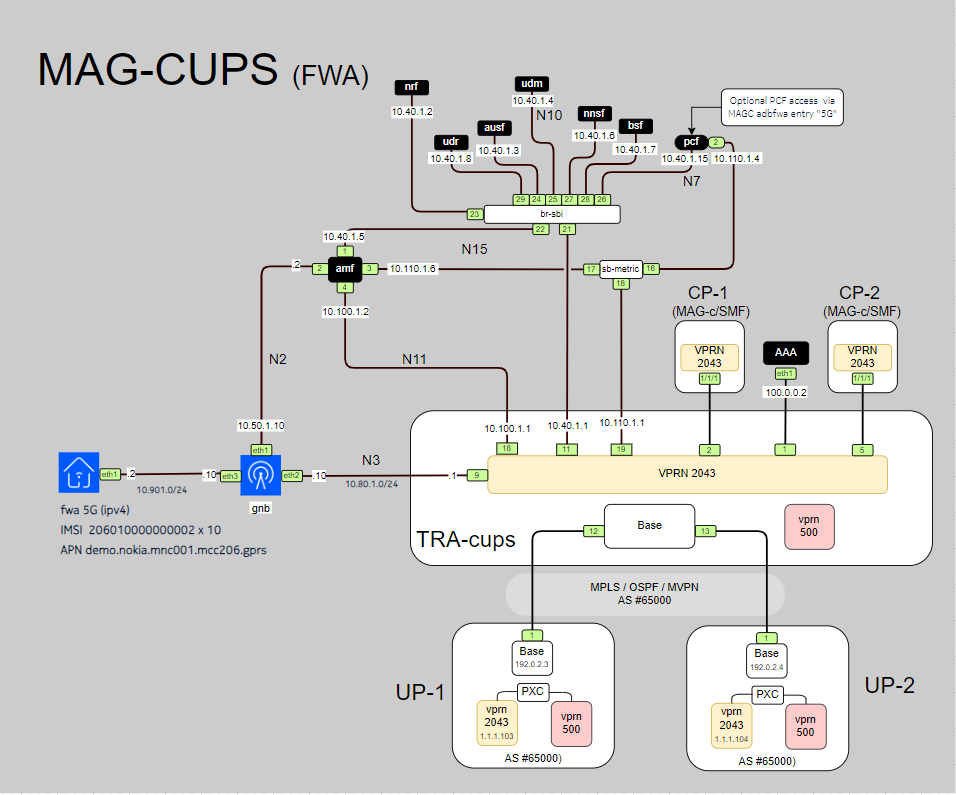 MAG-CUPS (FWA)
nrf
10.40.1.2
udm
10.40.1.4
N10
nnsf
10.40.1.6
bsf
10.40.1.7
ausf
10.40.1.3
udr
10.40.1.8
Optional PCF access via
MAGC adbfwa entry "5G"
pcf
2
10.40.1.15
10.110.1.4
N7
29
24
25
27
28
26
23
br-sbi
22
21
10.40.1.5
N15
1
.2
2
amf
3
10.110.1.6
17
sb-metric
16
4
18
10.100.1.2
N11
N2
CP-1
(MAG-c/SMF)
VPRN
2043
1/1/1
AAA
eth1
100.0.0.2
CP-2
(MAG-c/SMF)
VPRN
2043
1/1/1
10.50.1.10
eth1
10.100.1.1
10.40.1.1
10.110.1.1
18
11
19
2
1
5
eth1
.2
10.901.0/24
.10
eth3
eth2
.10
N3
10.80.1.0/24
.1
9
VPRN 2043
gnb
fwa 5G (ipv4)
IMSI 206010000000002 x 10
APN demo.nokia.mnc001.mcc206.gprs
TRA-cups
12
Base
13
vprn
500
MPLS / OSPF / MVPN
AS #65000
UP-1
1
Base
192.0.2.3
PXC
vprn
2043
1.1.1.103
vprn
500
AS #65000)
UP-2
1
Base
192.0.2.4
PXC
vprn
2043
1.1.1.104
vprn
500
AS #65000)